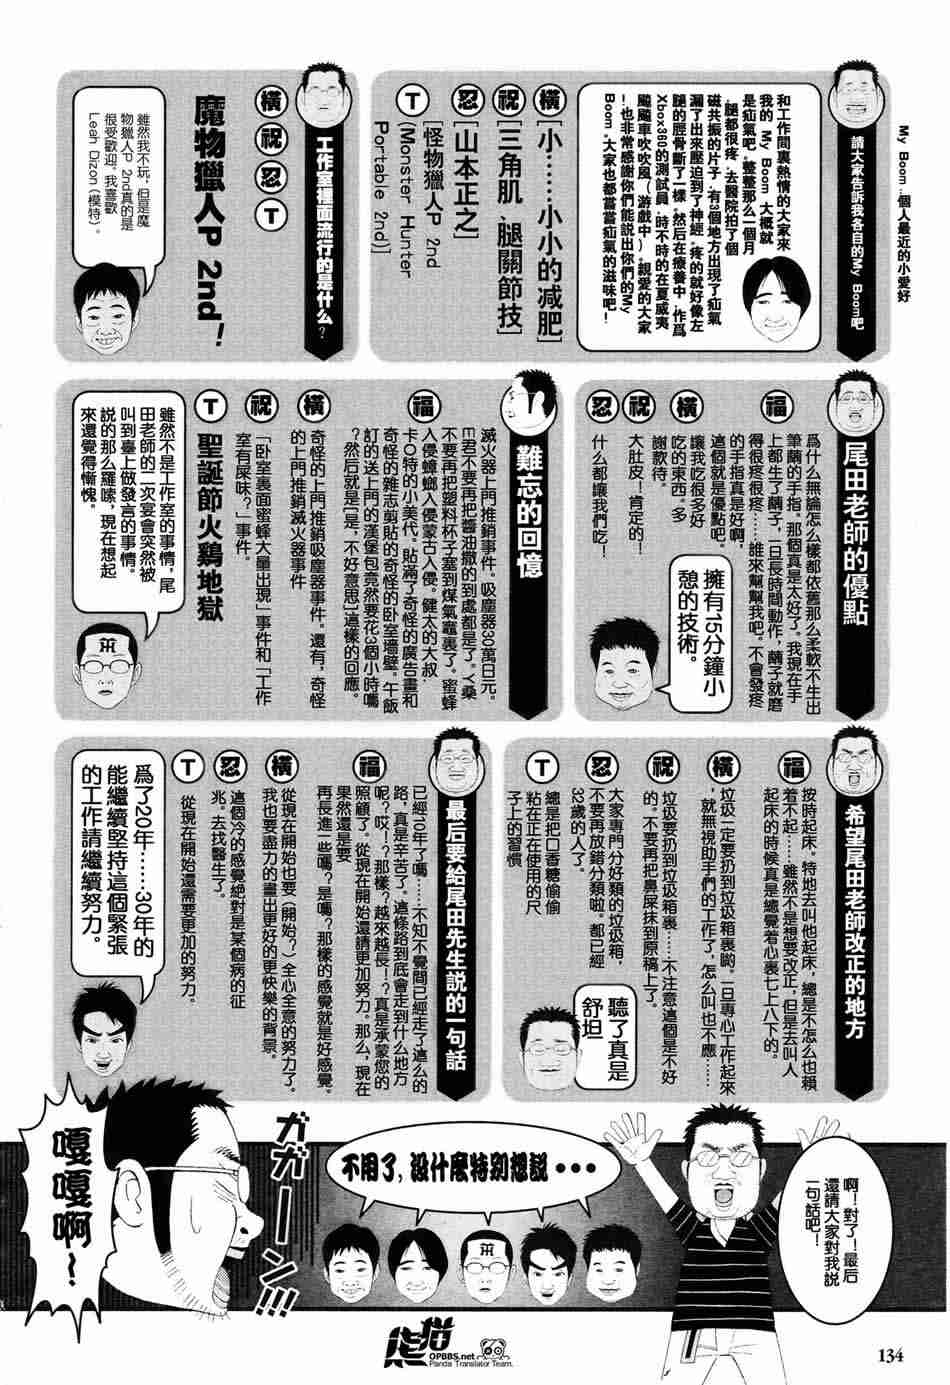 My Boom..個人最近的小愛好
請大家告訴我各自的My Boom吧
和工作間裏熱情的大家來
我的 My Boom 大概就
是疝氣吧。整整那么一個月
,腿都很疼,去醫院拍了個
磁共振的片子,有3個地方出現了疝氣
漏了出來壓迫到了神經,疼的就好像左
腿的脛骨斷了一樣。然后在療養中,作爲
Xbox360的測試員,時不時的在夏威夷
飈飈車吹吹風(游戲中)。親愛的大家
!也非常感謝你們能説出你們的My
Boom。大家也都嘗嘗疝氣的滋味吧!
橫
[小……小小的減肥]
祝
[三角肌、腿關節技]
忍
[山本正之]
T
[怪物獵人P 2nd
(Monster Hunter
Portable 2nd)]
工作室裡面流行的是什么?
橫祝忍T
魔物獵人P 2nd!
雖然我不玩,但是魔
物獵人P 2nd真的是
很受歡迎,我喜歡
Leah Dizon(模特)。
尾田老師的優點
福
爲什么無論怎么樣都依舊那么柔軟不生出
筆繭的手指。那個真是太好了。我現在手
上都生了繭子,一旦長時間動作,繭子就磨
得很疼很疼……誰來幫幫我吧。不會發疼
的手指真是好啊,
這個就是優點吧。
橫
讓我吃很多好
吃的東西。多
謝款待。
祝
大肚皮!肯定的!
忍
什么都讓我們吃!
擁有15分鐘小
憩的技術。
難忘的回憶
福
滅火器上門推銷事件。吸塵器30萬日元。
E君不要再把醬油撒的到處都是了。Y桑
不要再把塑料杯子塞到煤氣竈裏了。蜜蜂
入侵蟑螂入侵蒙古入侵。健太的大叔.
卡〇特的小美代。貼滿了奇怪的廣告畫和
奇怪的雜志剪貼的奇怪的卧室墻壁。午飯
訂的送上門的漢堡包竟然要花3個小時嗎
?然后就是[是,不好意思]這樣的回應。
橫
奇怪的上門推銷吸塵器事件。還有,奇怪
的上門推銷滅火器事件
祝
「卧室裏面蜜蜂大量出現」事件和「工作
室有屎味?」事件。
T
聖誕節火鷄地獄
雖然不是工作室的事情,尾
田老師的二次宴會突然被
叫到臺上做發言的事情。
説的那么羅嗦,現在想起
來還覺得慚愧。
希望尾田老師改正的地方
福
按時起床。特地去叫他起床,總是不怎么也賴
着不起……雖然不是想要改正,但是去叫人
起床的時候真是總覺着心裏七上八下的。
橫
垃圾一定要扔到垃圾箱裏喲。一旦專心工作起來
,就無視助手們的工作了,怎么叫也不應……
祝
垃圾要扔到垃圾箱裏……不注意這個是不好
的。不要再把鼻屎抹到原稿上了。
忍
大家專門分好類的垃圾箱,
不要再放錯分類啦。都已經
32歲的人了。
T
總是把口香糖偷偷
粘在正在使用的尺
子上的習慣
聽了真是
舒坦
最后要給尾田先生説的一句話
福
已經10年了嗎……不知不覺間已經走了這么的
路,真是辛苦了。這條路到底會走到什么地方
呢?哎!?那樣?越來越長!?真是承蒙您的
照顧了。從現在開始還請更加努力。那么,現在
果然還是要
再長進一些嗎?是嗎?那樣的感覺就是好感覺。
橫
從現在開始也要(開始?)全心全意的努力了。
我也要盡力的畫出更好的更快樂的背景。
忍
這個冷的感覺絕對是某個病的征
兆。去找醫生了。
T
從現在開始還需要更加的努力。
爲了20年……30年的
能繼續堅持這個緊張
的工作請繼續努力。
啊!對了!最后
還請大家對我說
一句話吧!
不用了,没什麽特别想説・・・
ガガーン!!!
嘎嘎啊~
熊猫
OPBBS.net
Panda Translator Team.
134